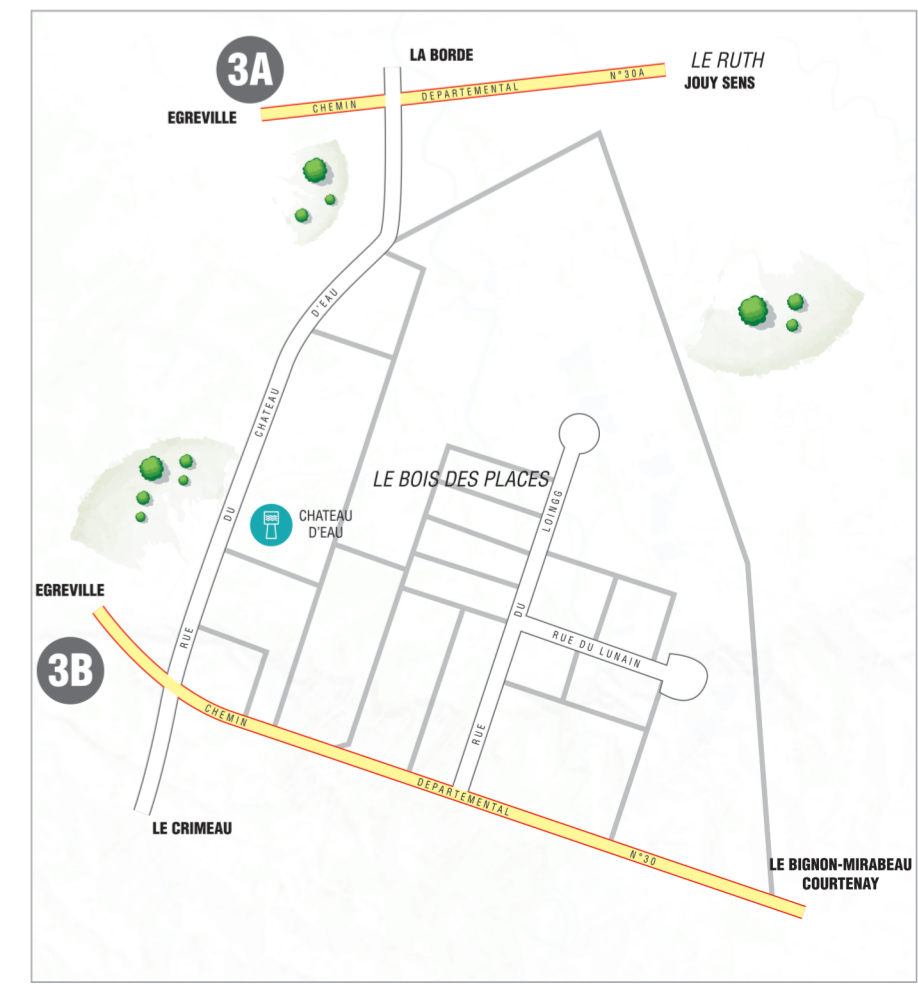 3A
LA BORDE
LE RUTH
JOUY SENS
EGREVILLE
CHEMIN DEPARTEMENTAL N°30A
RUE DU CHATEAU D'EAU
LE BOIS DES PLACES
CHATEAU
D'EAU
RUE DU LOINGG
RUE DU LUNAIN
EGREVILLE
3B
CHEMIN DEPARTEMENTAL N°30
LE CRIMEAU
LE BIGNON-MIRABEAU
COURTENAY